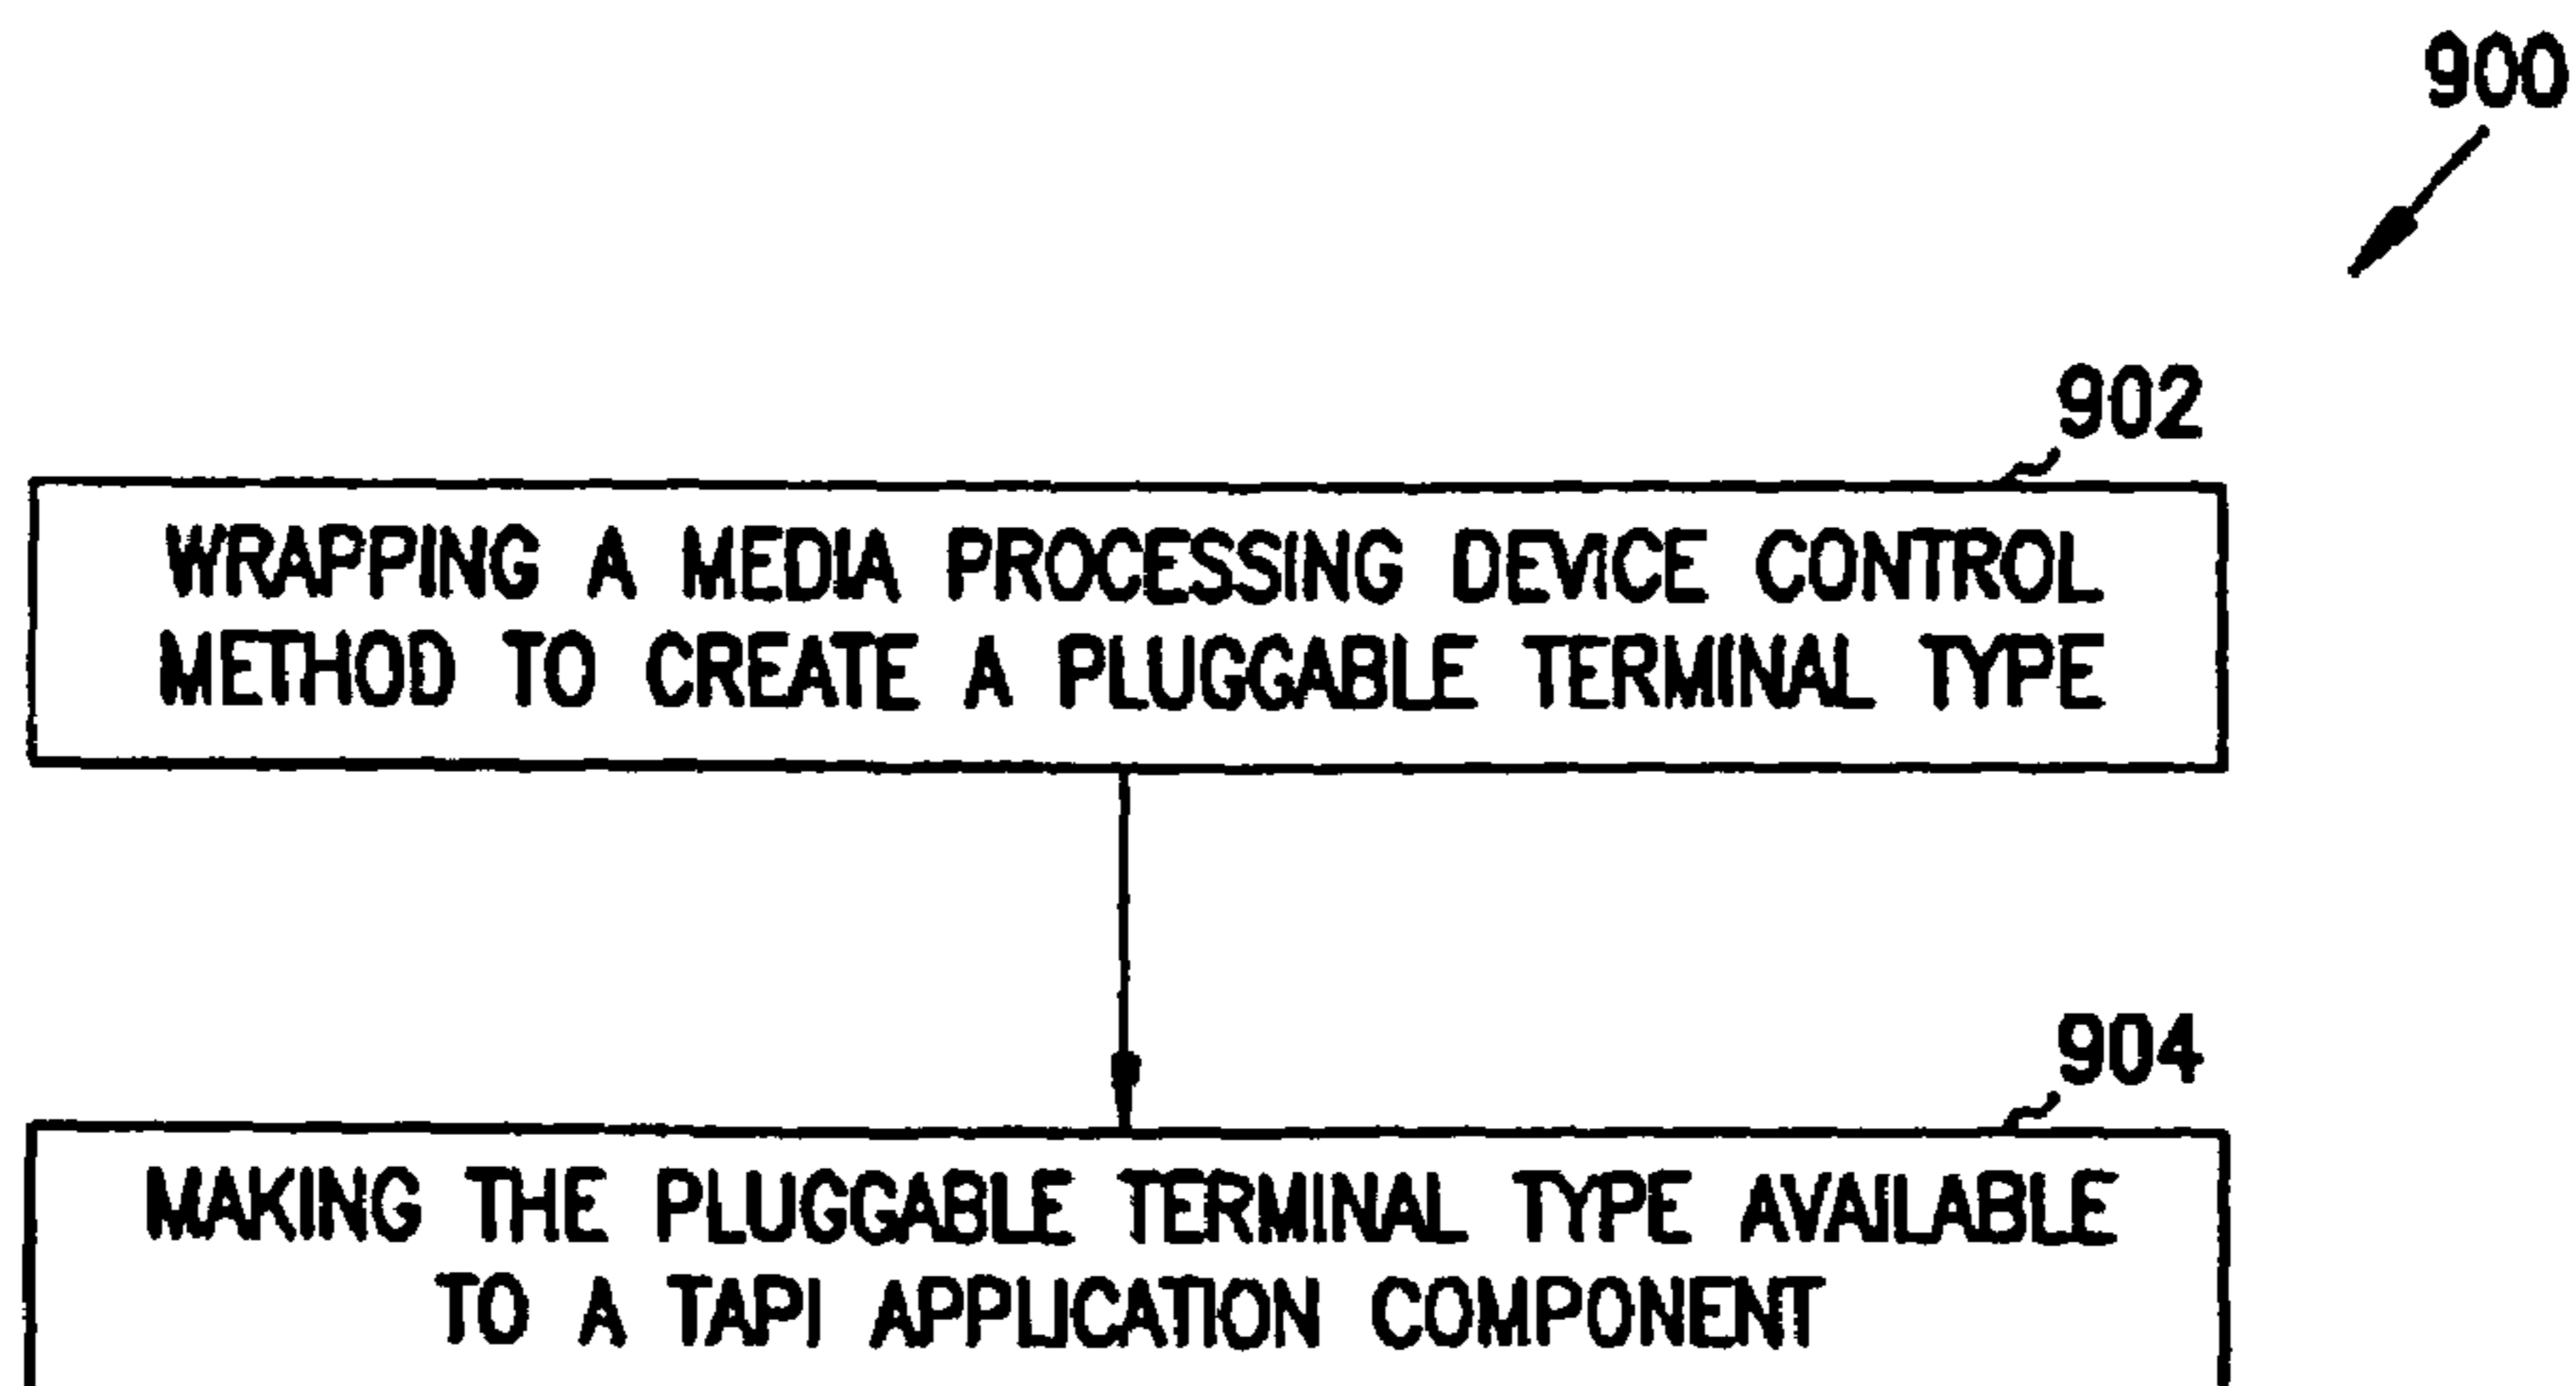 900
902
WRAPPING A MEDIA PROCESSING DEVICE CONTROL
METHOD TO CREATE A PLUGGABLE TERMINAL TYPE
904
MAKING THE PLUGGABLE TERMINAL TYPE AVAILABLE
TO A TAPI APPLICATION COMPONENT